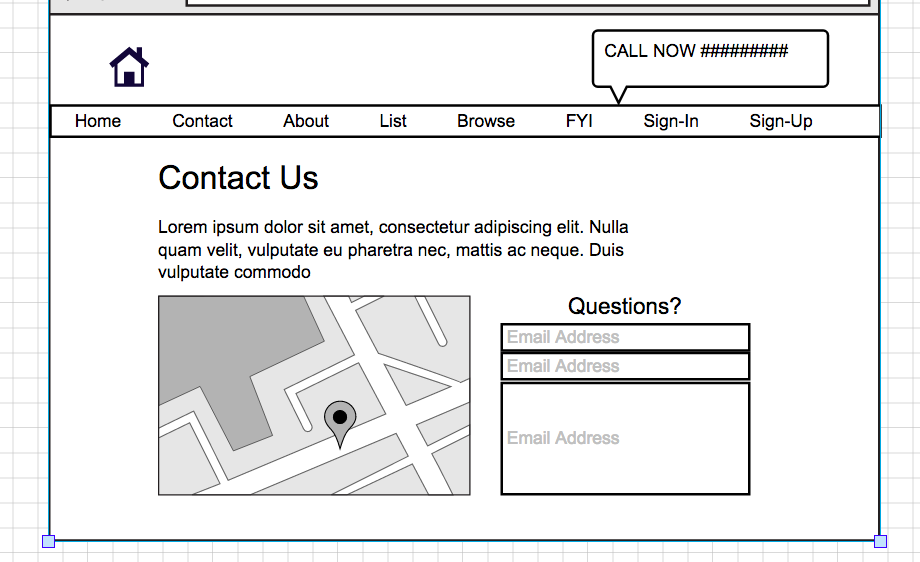 CALL NOW #########
Home Contact About List Browse FYI Sign-In Sign-Up
Contact Us
Lorem ipsum dolor sit amet, consectetur adipiscing elit. Nulla
quam velit, vulputate eu pharetra nec, mattis ac neque. Duis
vulputate commodo
Questions?
Email Address
Email Address
Email Address